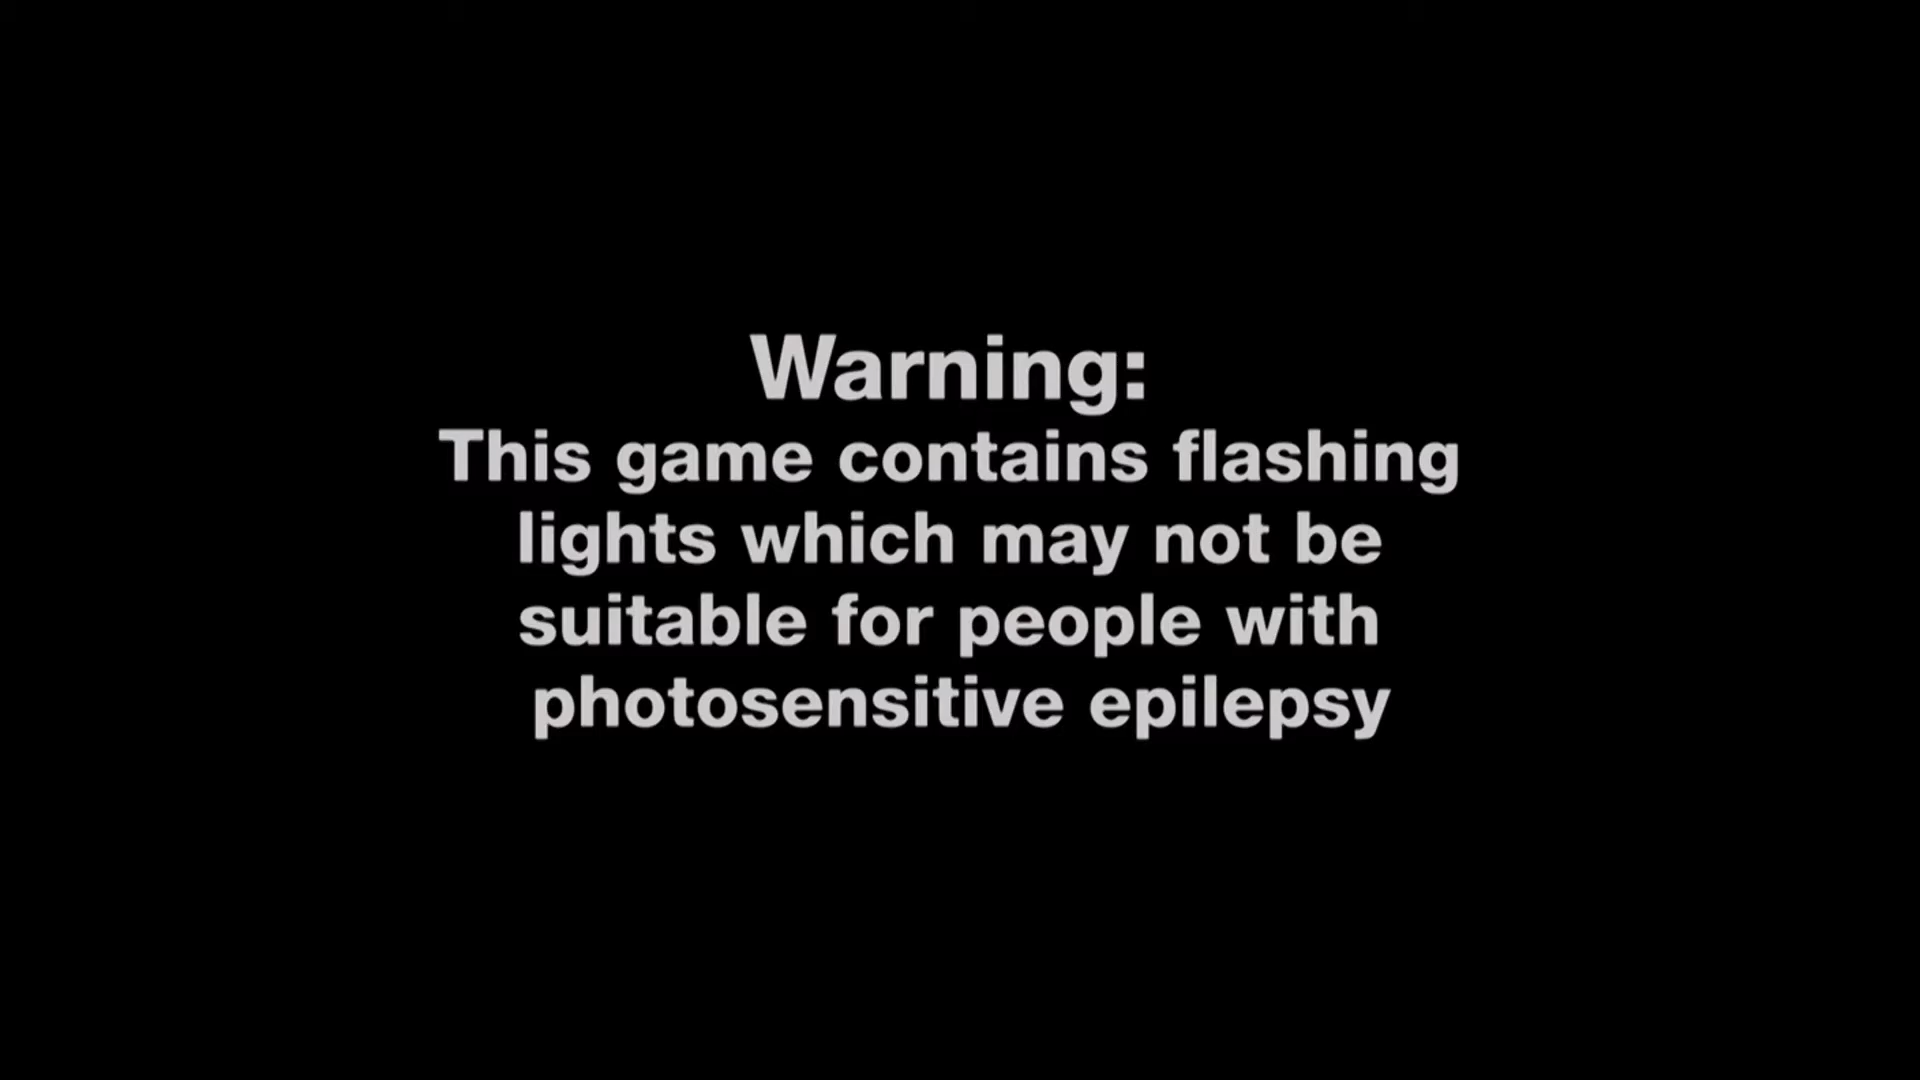 Warning:
This game contains flashing
lights which may not be
suitable for people with
photosensitive epilepsy